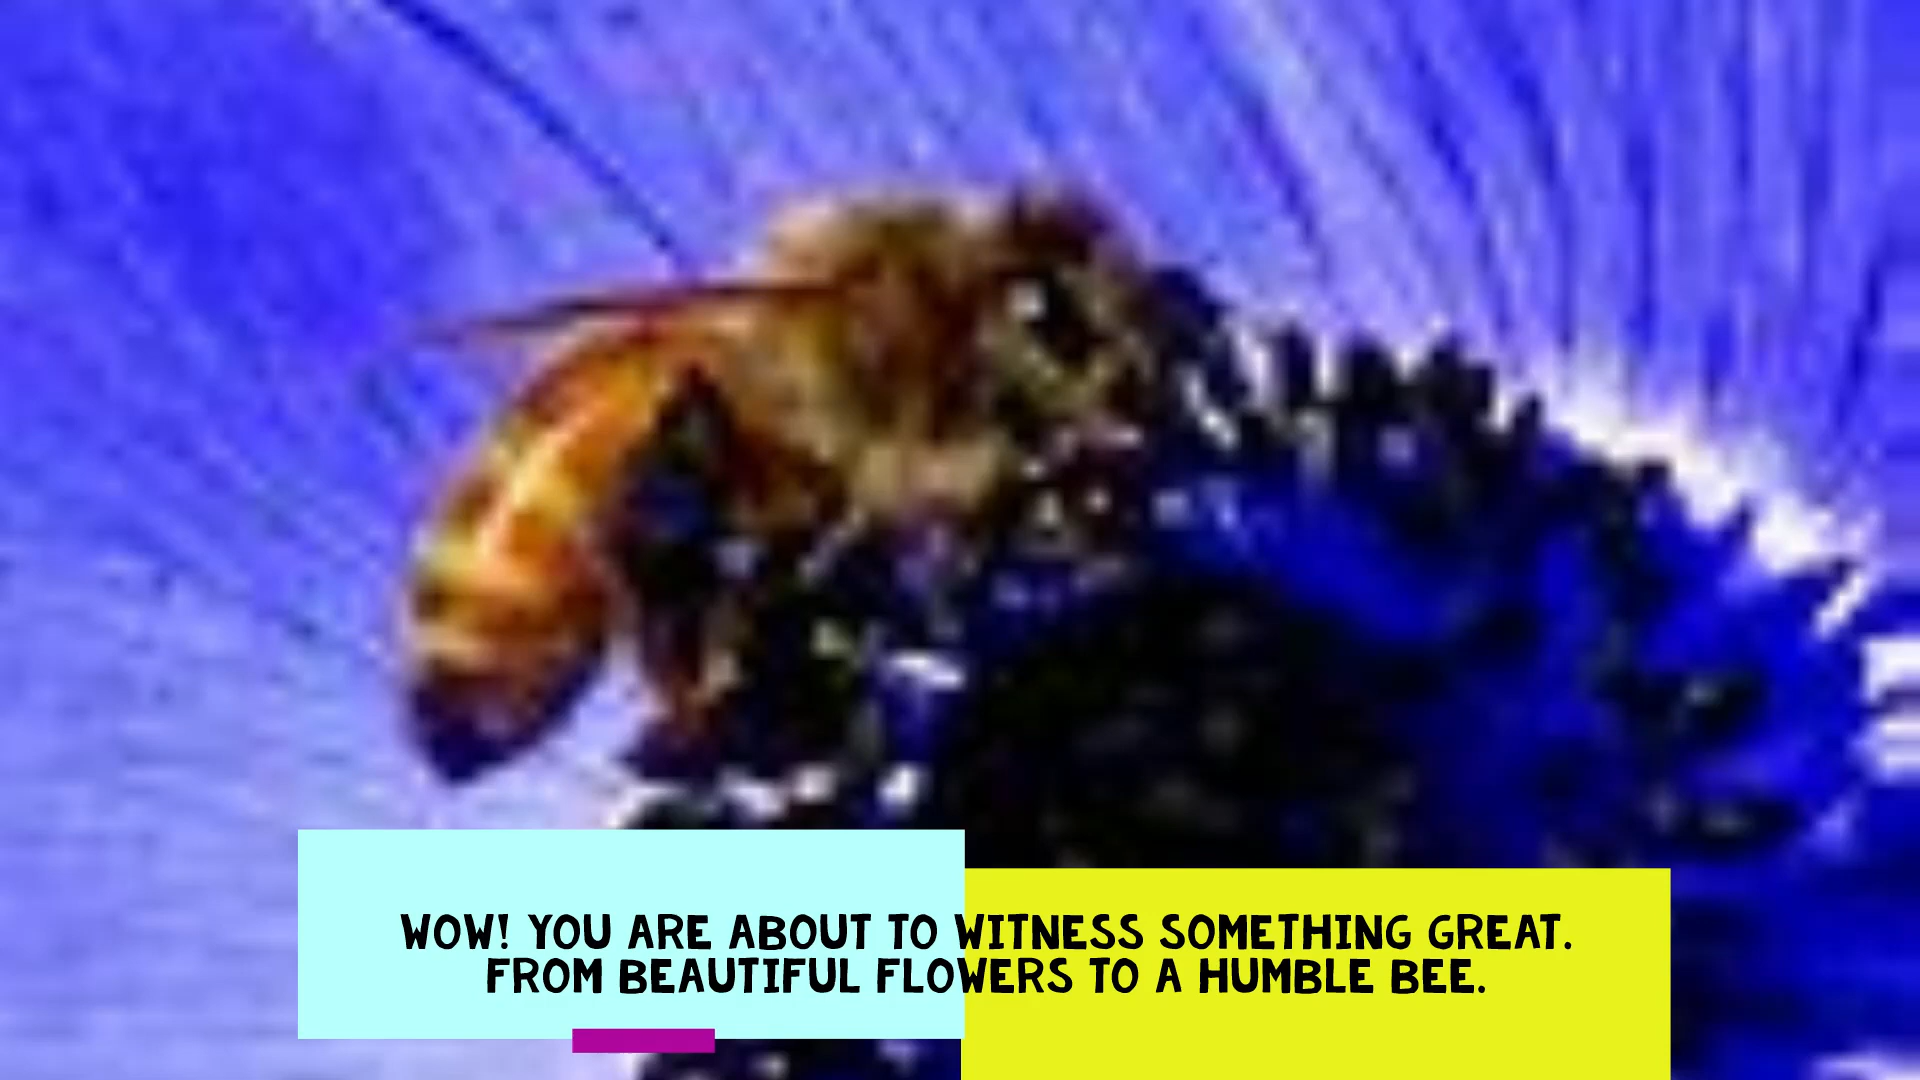 WOW! YOU ARE ABOUT TO WITNESS SOMETHING GREAT.
FROM BEAUTIFUL FLOWERS TO A HUMBLE BEE.